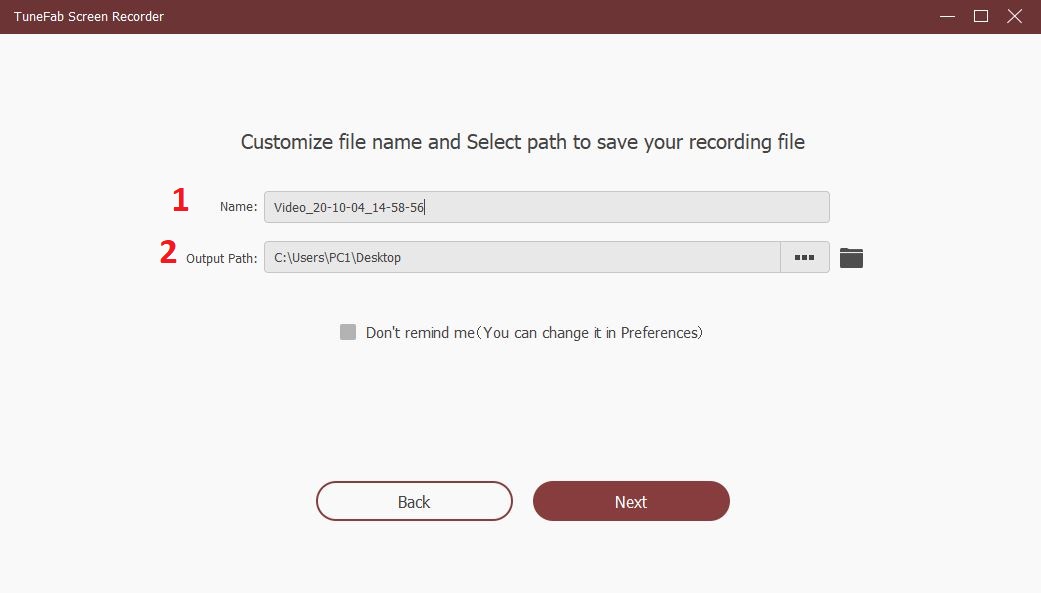 TuneFab Screen Recorder
Customize file name and Select path to save your recording file
1 Name: Video_20-10-04_14-58-56
2 Output Path: C:\Users\PC1\Desktop
Don't remind me(You can change it in Preferences)
Back Next